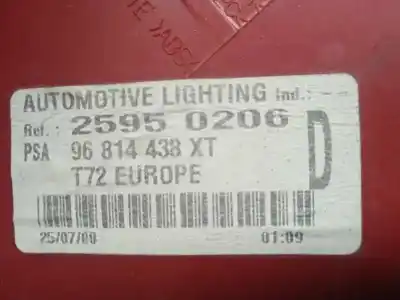 AUTOMOTIVE LIGHTING Ind.: -
Ref.: 2595 0206
PSA 96 814 438 XT
T72 EUROPE
D
25/07/08 01:09